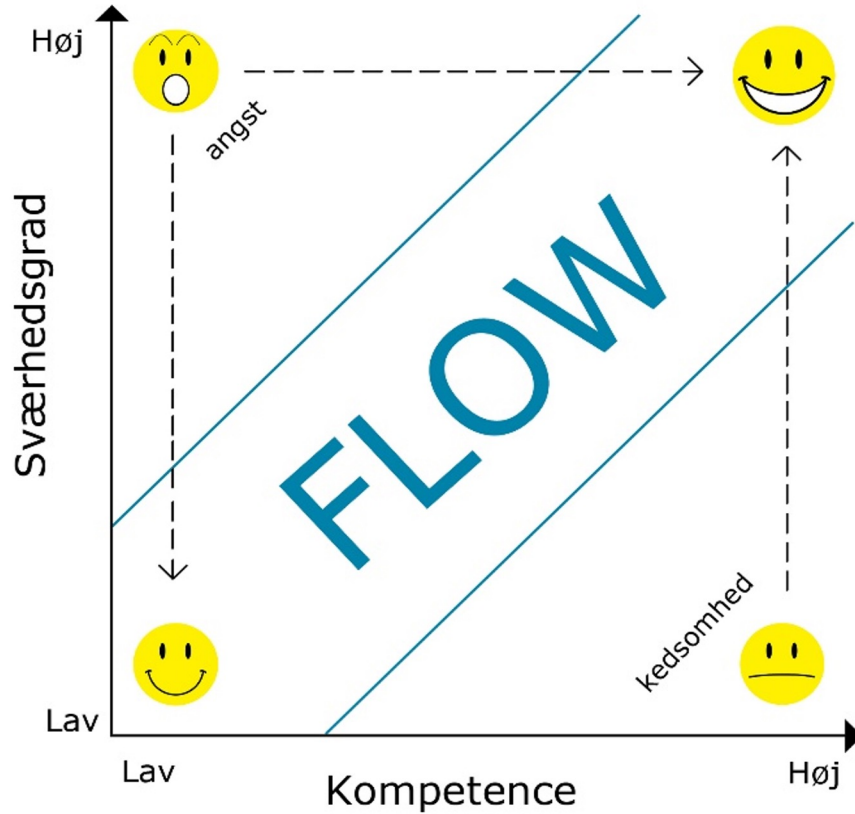 Høj
angst
Sværhedsgrad
FLOW
kedsomhed
Lav
Lav
Høj
Kompetence